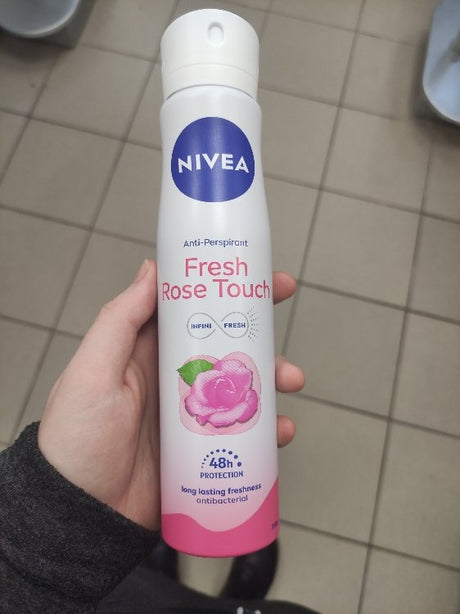 NIVEA
Anti-Perspirant
Fresh
Rose Touch
INFINI FRESH
48h
PROTECTION
long lasting freshness
antibacterial